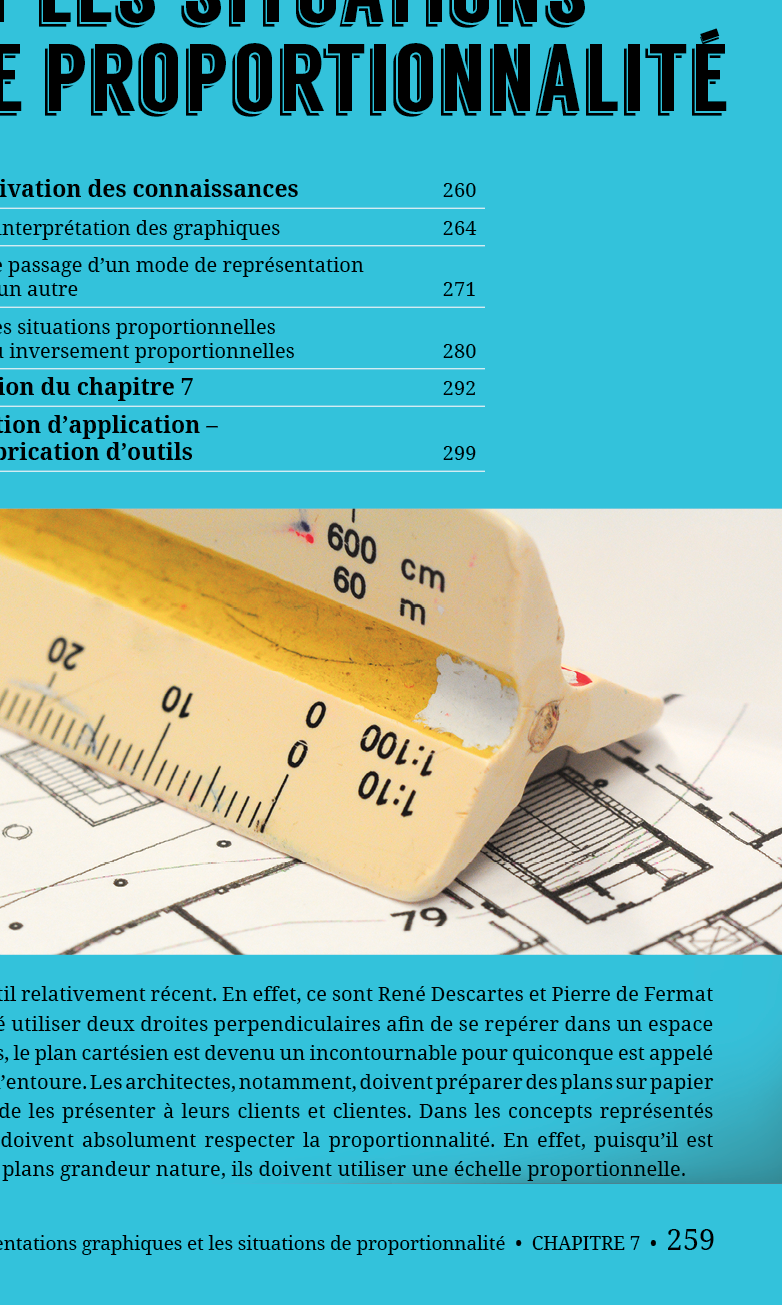 LES SITUATIONS
E PROPORTIONNALITÉ
ivation des connaissances 260
interprétation des graphiques 264
e passage d'un mode de représentation
un autre 271
es situations proportionnelles
u inversement proportionnelles 280
ion du chapitre 7 292
tion d'application –
brication d'outils 299
600 cm
60 m
20
10
0
1:100
0
1:10
79
til relativement récent. En effet, ce sont René Descartes et Pierre de Fermat
é utiliser deux droites perpendiculaires afin de se repérer dans un espace
s, le plan cartésien est devenu un incontournable pour quiconque est appelé
l'entoure. Les architectes, notamment, doivent préparer des plans sur papier
de les présenter à leurs clients et clientes. Dans les concepts représentés
doivent absolument respecter la proportionnalité. En effet, puisqu'il est
plans grandeur nature, ils doivent utiliser une échelle proportionnelle.
entations graphiques et les situations de proportionnalité • CHAPITRE 7 • 259